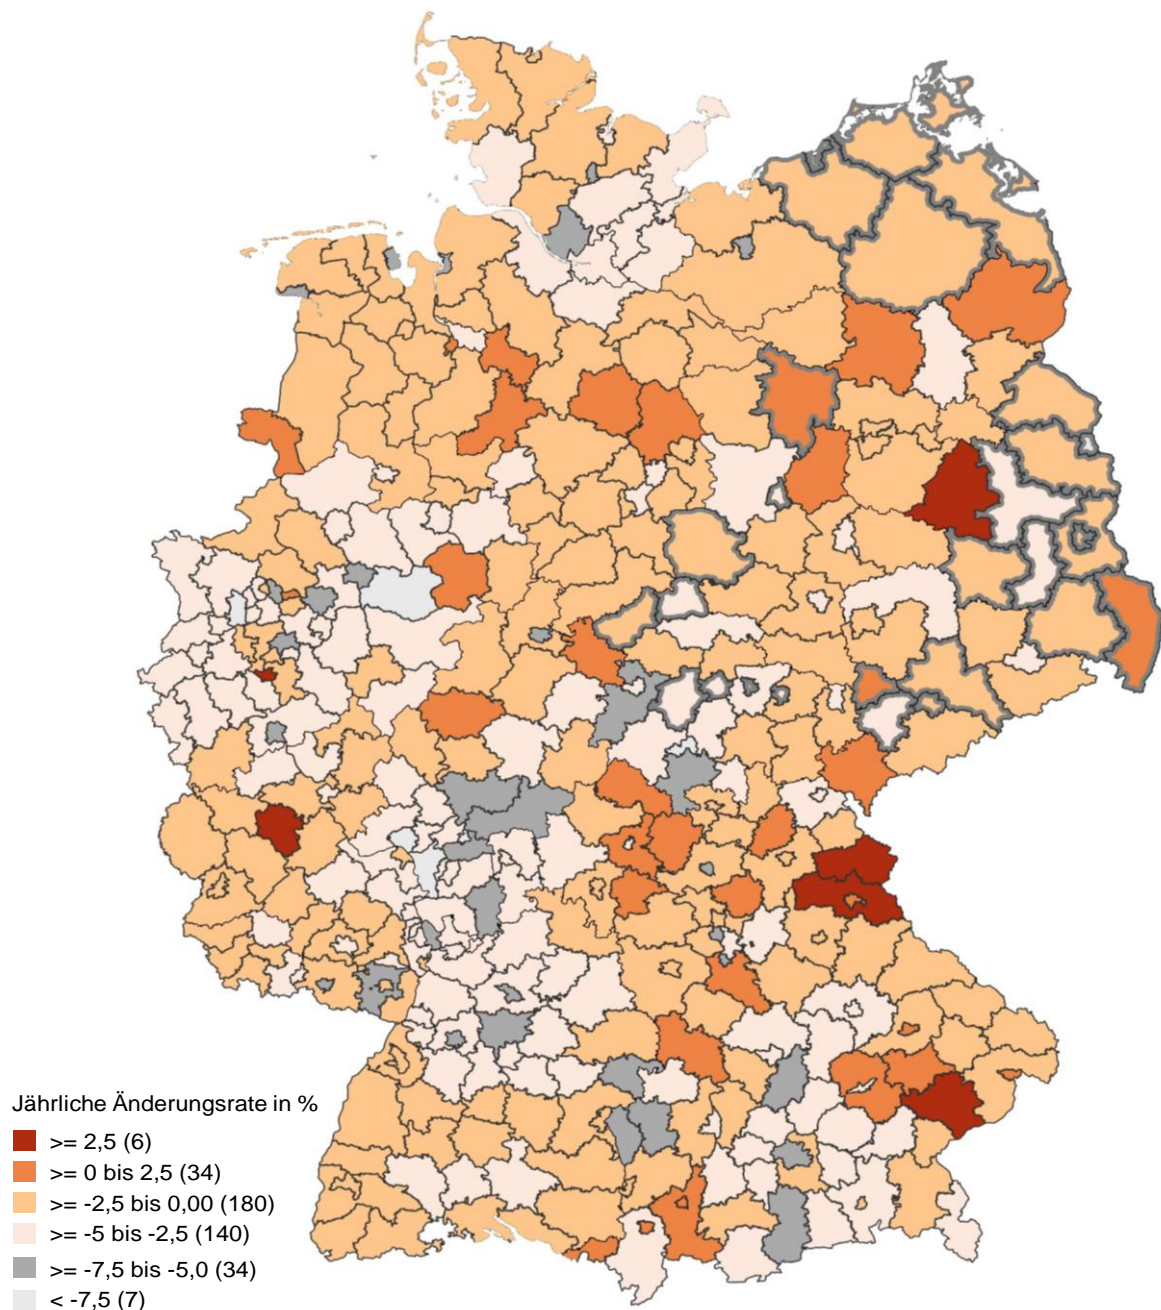 Jährliche Änderungsrate in %
>= 2,5 (6)
>= 0 bis 2,5 (34)
>= -2,5 bis 0,00 (180)
>= -5 bis -2,5 (140)
>= -7,5 bis -5,0 (34)
< -7,5 (7)